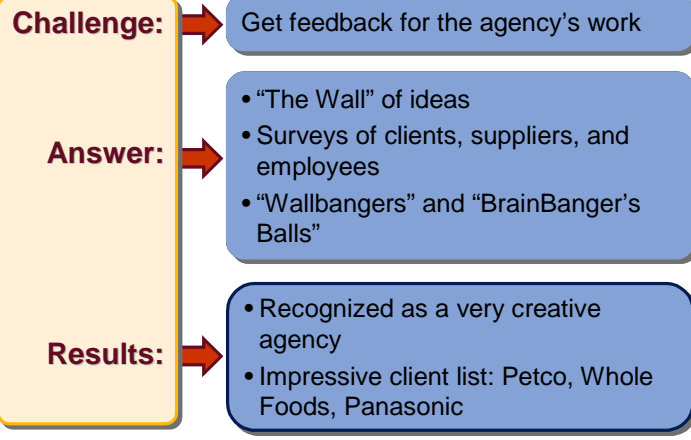 Challenge:
Get feedback for the agency’s work
Answer:
• “The Wall” of ideas
• Surveys of clients, suppliers, and
employees
• “Wallbangers” and “BrainBanger’s
Balls”
Results:
• Recognized as a very creative
agency
• Impressive client list: Petco, Whole
Foods, Panasonic